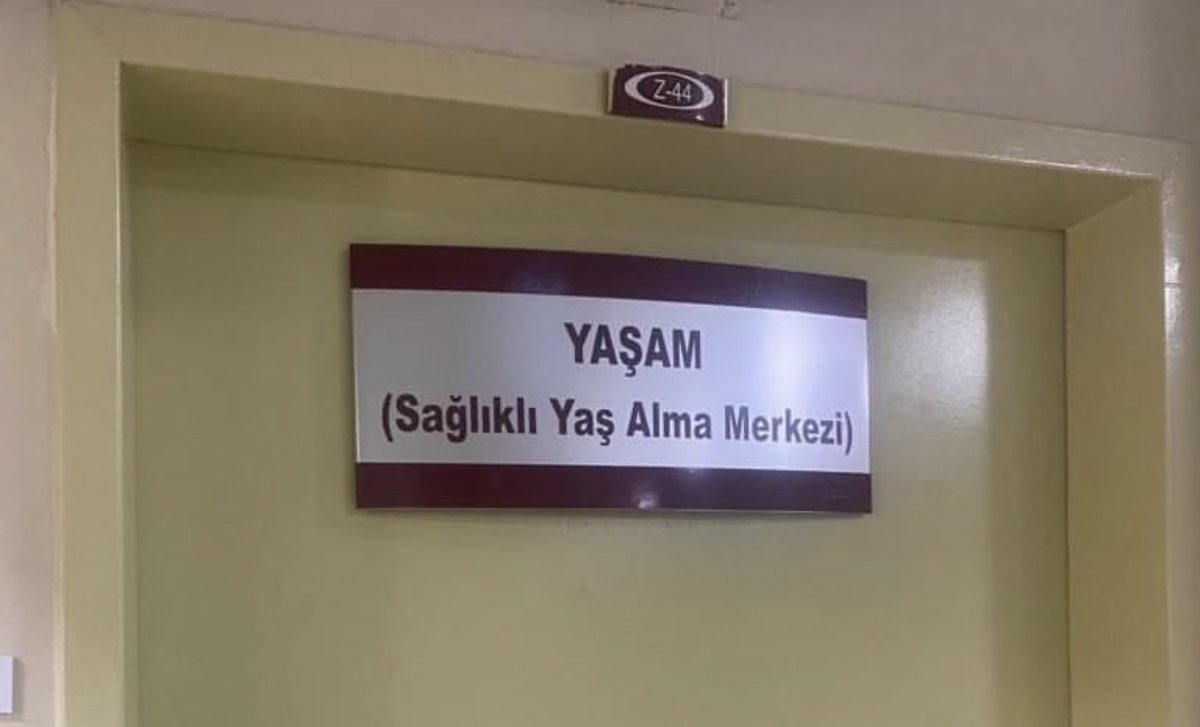 Z-44
YAŞAM
(Sağlıklı Yaş Alma Merkezi)